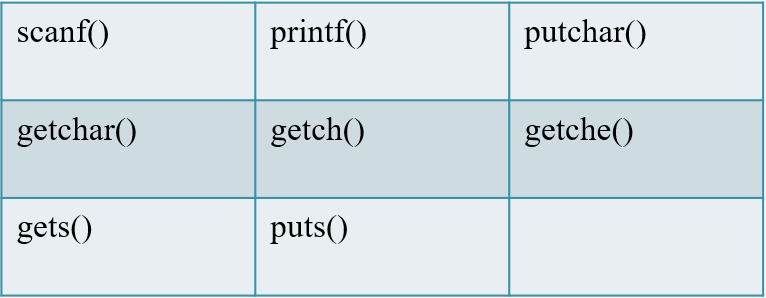 scanf() printf() putchar()
getchar() getch() getche()
gets() puts()